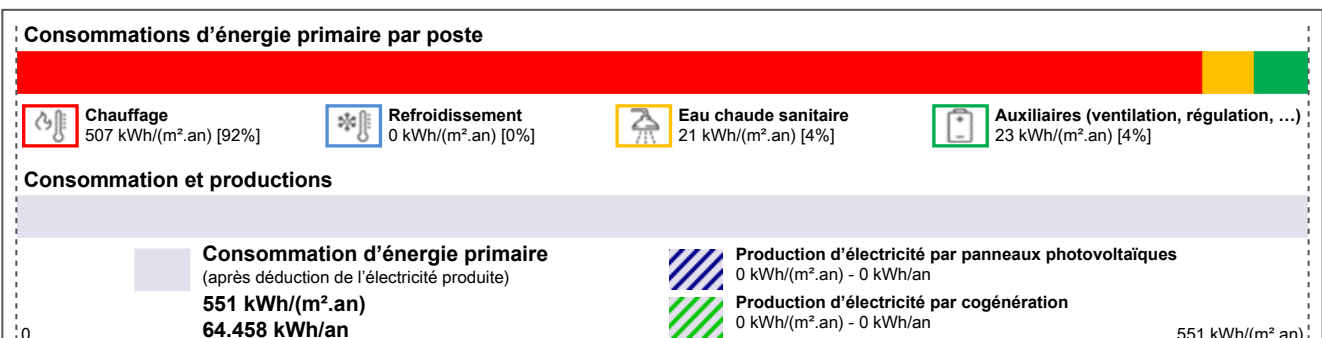 Consommations d’énergie primaire par poste
Chauffage
507 kWh/(m².an) [92%]
Refroidissement
0 kWh/(m².an) [0%]
Eau chaude sanitaire
21 kWh/(m².an) [4%]
Auxiliaires (ventilation, régulation, …)
23 kWh/(m².an) [4%]
Consommation et productions
Consommation d’énergie primaire
(après déduction de l’électricité produite)
551 kWh/(m².an)
64.458 kWh/an
Production d’électricité par panneaux photovoltaïques
0 kWh/(m².an) - 0 kWh/an
Production d’électricité par cogénération
0 kWh/(m².an) - 0 kWh/an
0
551 kWh/(m².an)